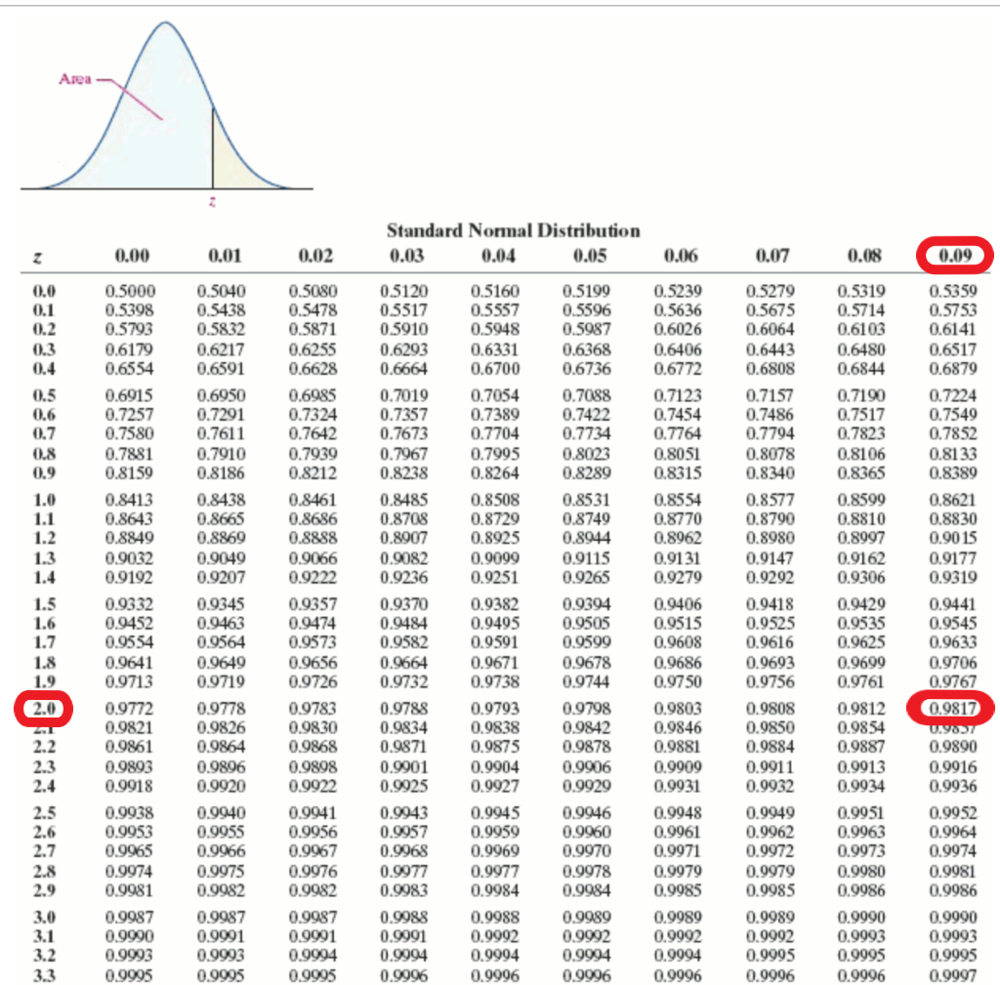 Area
z
Standard Normal Distribution
z 0.00 0.01 0.02 0.03 0.04 0.05 0.06 0.07 0.08 0.09
0.0 0.5000 0.5040 0.5080 0.5120 0.5160 0.5199 0.5239 0.5279 0.5319 0.5359
0.1 0.5398 0.5438 0.5478 0.5517 0.5557 0.5596 0.5636 0.5675 0.5714 0.5753
0.2 0.5793 0.5832 0.5871 0.5910 0.5948 0.5987 0.6026 0.6064 0.6103 0.6141
0.3 0.6179 0.6217 0.6255 0.6293 0.6331 0.6368 0.6406 0.6443 0.6480 0.6517
0.4 0.6554 0.6591 0.6628 0.6664 0.6700 0.6736 0.6772 0.6808 0.6844 0.6879
0.5 0.6915 0.6950 0.6985 0.7019 0.7054 0.7088 0.7123 0.7157 0.7190 0.7224
0.6 0.7257 0.7291 0.7324 0.7357 0.7389 0.7422 0.7454 0.7486 0.7517 0.7549
0.7 0.7580 0.7611 0.7642 0.7673 0.7704 0.7734 0.7764 0.7794 0.7823 0.7852
0.8 0.7881 0.7910 0.7939 0.7967 0.7995 0.8023 0.8051 0.8078 0.8106 0.8133
0.9 0.8159 0.8186 0.8212 0.8238 0.8264 0.8289 0.8315 0.8340 0.8365 0.8389
1.0 0.8413 0.8438 0.8461 0.8485 0.8508 0.8531 0.8554 0.8577 0.8599 0.8621
1.1 0.8643 0.8665 0.8686 0.8708 0.8729 0.8749 0.8770 0.8790 0.8810 0.8830
1.2 0.8849 0.8869 0.8888 0.8907 0.8925 0.8944 0.8962 0.8980 0.8997 0.9015
1.3 0.9032 0.9049 0.9066 0.9082 0.9099 0.9115 0.9131 0.9147 0.9162 0.9177
1.4 0.9192 0.9207 0.9222 0.9236 0.9251 0.9265 0.9279 0.9292 0.9306 0.9319
1.5 0.9332 0.9345 0.9357 0.9370 0.9382 0.9394 0.9406 0.9418 0.9429 0.9441
1.6 0.9452 0.9463 0.9474 0.9484 0.9495 0.9505 0.9515 0.9525 0.9535 0.9545
1.7 0.9554 0.9564 0.9573 0.9582 0.9591 0.9599 0.9608 0.9616 0.9625 0.9633
1.8 0.9641 0.9649 0.9656 0.9664 0.9671 0.9678 0.9686 0.9693 0.9699 0.9706
1.9 0.9713 0.9719 0.9726 0.9732 0.9738 0.9744 0.9750 0.9756 0.9761 0.9767
2.0 0.9772 0.9778 0.9783 0.9788 0.9793 0.9798 0.9803 0.9808 0.9812 0.9817
2.1 0.9821 0.9826 0.9830 0.9834 0.9838 0.9842 0.9846 0.9850 0.9854 0.9857
2.2 0.9861 0.9864 0.9868 0.9871 0.9875 0.9878 0.9881 0.9884 0.9887 0.9890
2.3 0.9893 0.9896 0.9898 0.9901 0.9904 0.9906 0.9909 0.9911 0.9913 0.9916
2.4 0.9918 0.9920 0.9922 0.9925 0.9927 0.9929 0.9931 0.9932 0.9934 0.9936
2.5 0.9938 0.9940 0.9941 0.9943 0.9945 0.9946 0.9948 0.9949 0.9951 0.9952
2.6 0.9953 0.9955 0.9956 0.9957 0.9959 0.9960 0.9961 0.9962 0.9963 0.9964
2.7 0.9965 0.9966 0.9967 0.9968 0.9969 0.9970 0.9971 0.9972 0.9973 0.9974
2.8 0.9974 0.9975 0.9976 0.9977 0.9977 0.9978 0.9979 0.9979 0.9980 0.9981
2.9 0.9981 0.9982 0.9982 0.9983 0.9984 0.9984 0.9985 0.9985 0.9986 0.9986
3.0 0.9987 0.9987 0.9987 0.9988 0.9988 0.9989 0.9989 0.9989 0.9990 0.9990
3.1 0.9990 0.9991 0.9991 0.9991 0.9992 0.9992 0.9992 0.9992 0.9993 0.9993
3.2 0.9993 0.9993 0.9994 0.9994 0.9994 0.9994 0.9994 0.9995 0.9995 0.9995
3.3 0.9995 0.9995 0.9995 0.9996 0.9996 0.9996 0.9996 0.9996 0.9996 0.9997